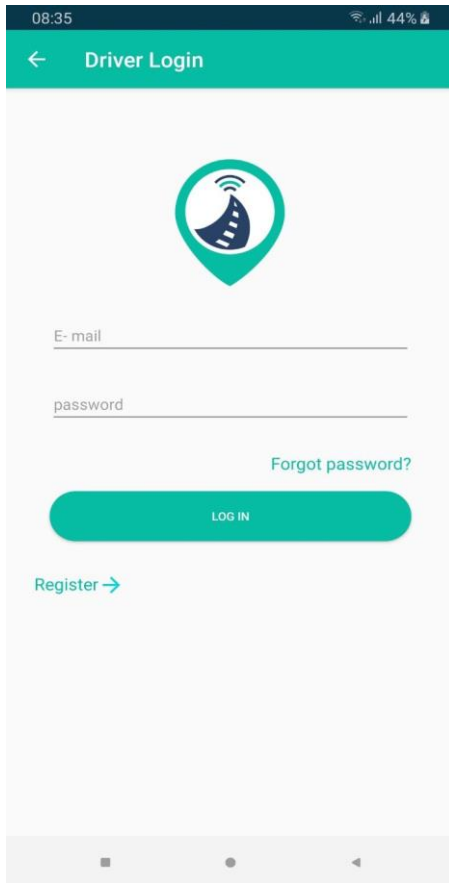 08:35 44%
Driver Login
E- mail
password
Forgot password?
LOG IN
Register